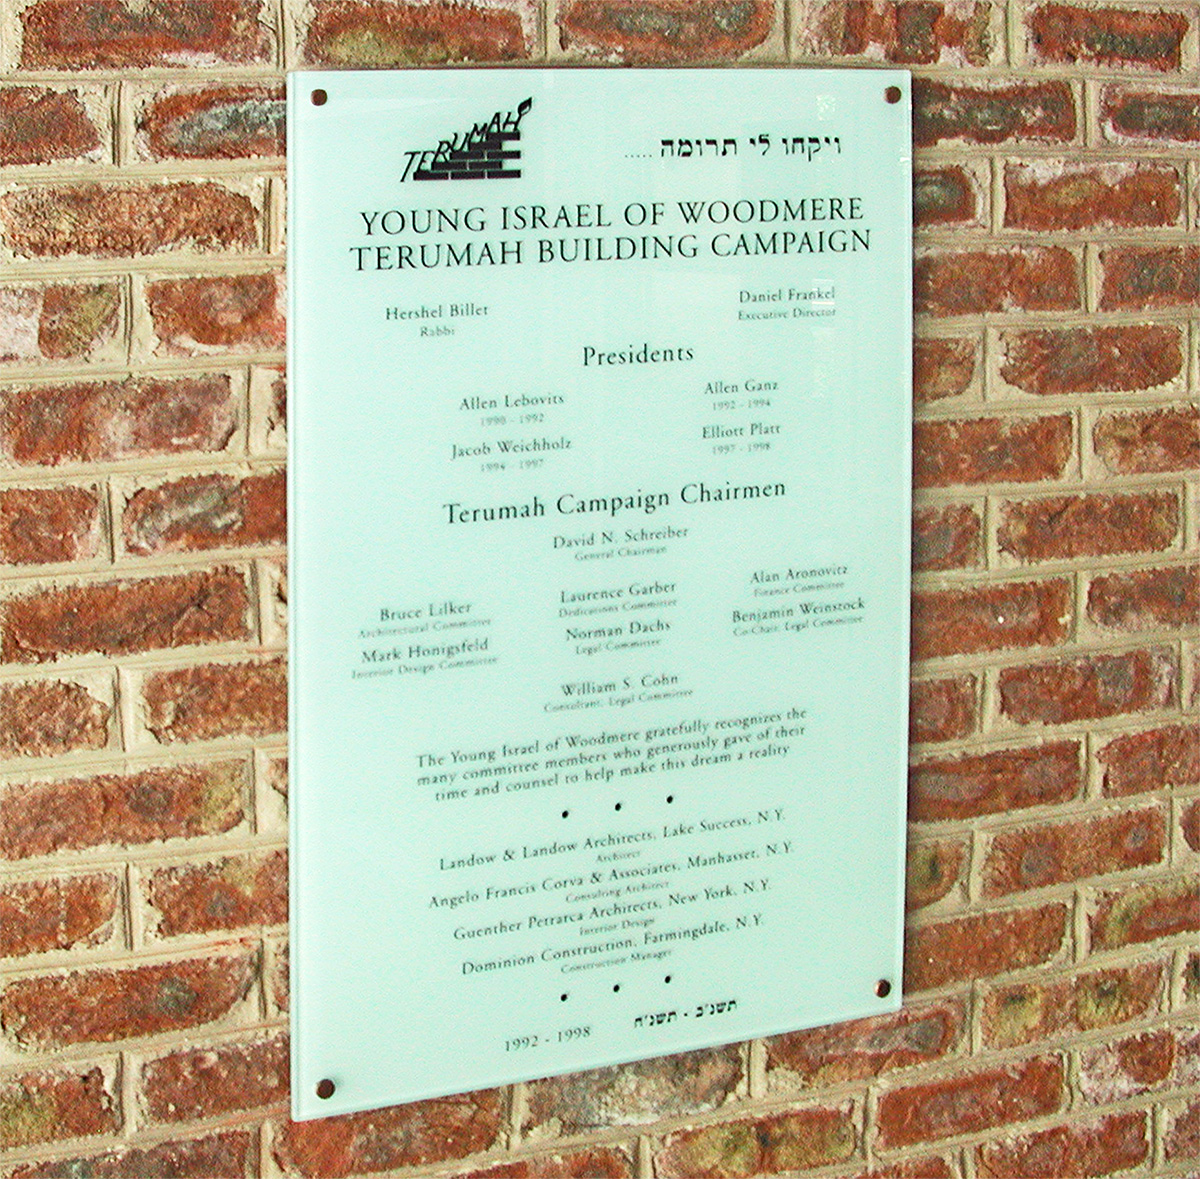 TERUMAH
ויקחו לי תרומה .....
YOUNG ISRAEL OF WOODMERE
TERUMAH BUILDING CAMPAIGN
Hershel Billet
Rabbi
Daniel Frankel
Executive Director
Presidents
Allen Lebovits
1990 - 1992
Allen Ganz
1992 - 1994
Jacob Weichholz
1994 - 1997
Elliott Platt
1997 - 1998
Terumah Campaign Chairmen
David N. Schreiber
General Chairman
Bruce Lilker
Architectural Committee
Mark Honigsfeld
Interior Design Committee
Laurence Garber
Dedications Committee
Norman Dachs
Legal Committee
Alan Aronovitz
Finance Committee
Benjamin Weinstock
Co-Chair, Legal Committee
William S. Cohn
Consultant, Legal Committee
The Young Israel of Woodmere gratefully recognizes the
many committee members who generously gave of their
time and counsel to help make this dream a reality
Landow & Landow Architects, Lake Success, N.Y.
Architect
Angelo Francis Corva & Associates, Manhasset, N.Y.
Consulting Architect
Guenther Petrarca Architects, New York, N.Y.
Interior Design
Dominion Construction, Farmingdale, N.Y.
Construction Manager
1992 - 1998
תשנ"ב - תשנ"ח